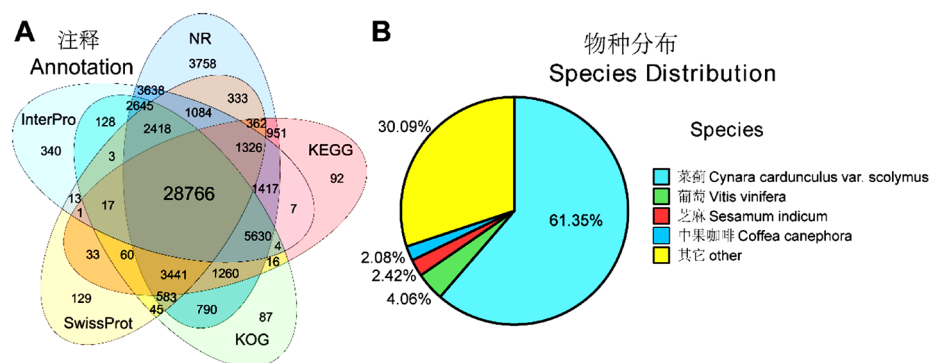 A
注释
Annotation
NR
3758
3638
333
2645
1084
InterPro
128
2418
362
951
340
3
1326
KEGG
92
28766
1417
13
1
17
7
5630
4
33
60
16
3441
1260
129
583
45
790
87
SwissProt
KOG
B
物种分布
Species Distribution
30.09%
61.35%
2.08%
2.42%
4.06%
Species
菜蓟 Cynara cardunculus var. scolymus
葡萄 Vitis vinifera
芝麻 Sesamum indicum
中果咖啡 Coffea canephora
其它 other